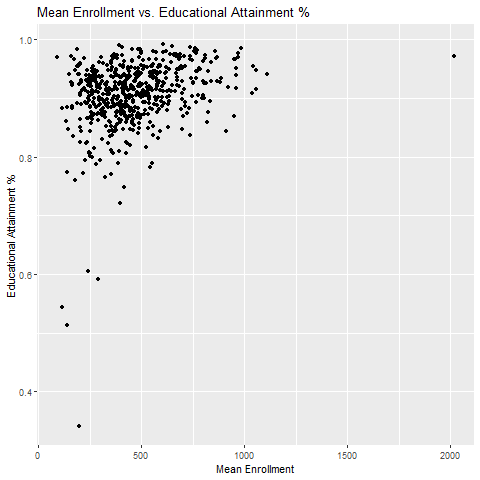 Mean Enrollment vs. Educational Attainment %
1.0
0.8
0.6
0.4
Educational Attainment %
0 500 1000 1500 2000
Mean Enrollment